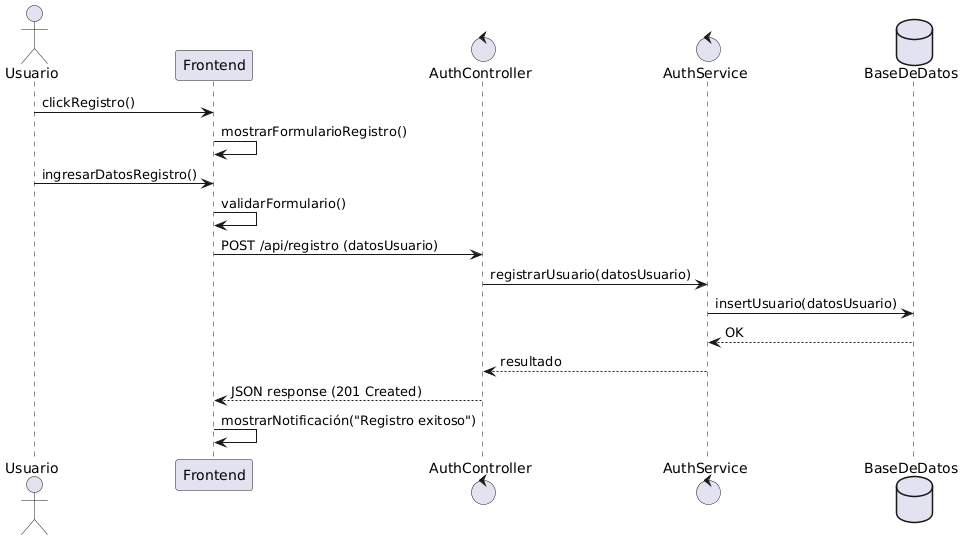 Usuario
Frontend
AuthController
AuthService
BaseDeDatos
clickRegistro()
mostrarFormularioRegistro()
ingresarDatosRegistro()
validarFormulario()
POST /api/registro (datosUsuario)
registrarUsuario(datosUsuario)
insertUsuario(datosUsuario)
OK
resultado
JSON response (201 Created)
mostrarNotificación("Registro exitoso")
Usuario
Frontend
AuthController
AuthService
BaseDeDatos